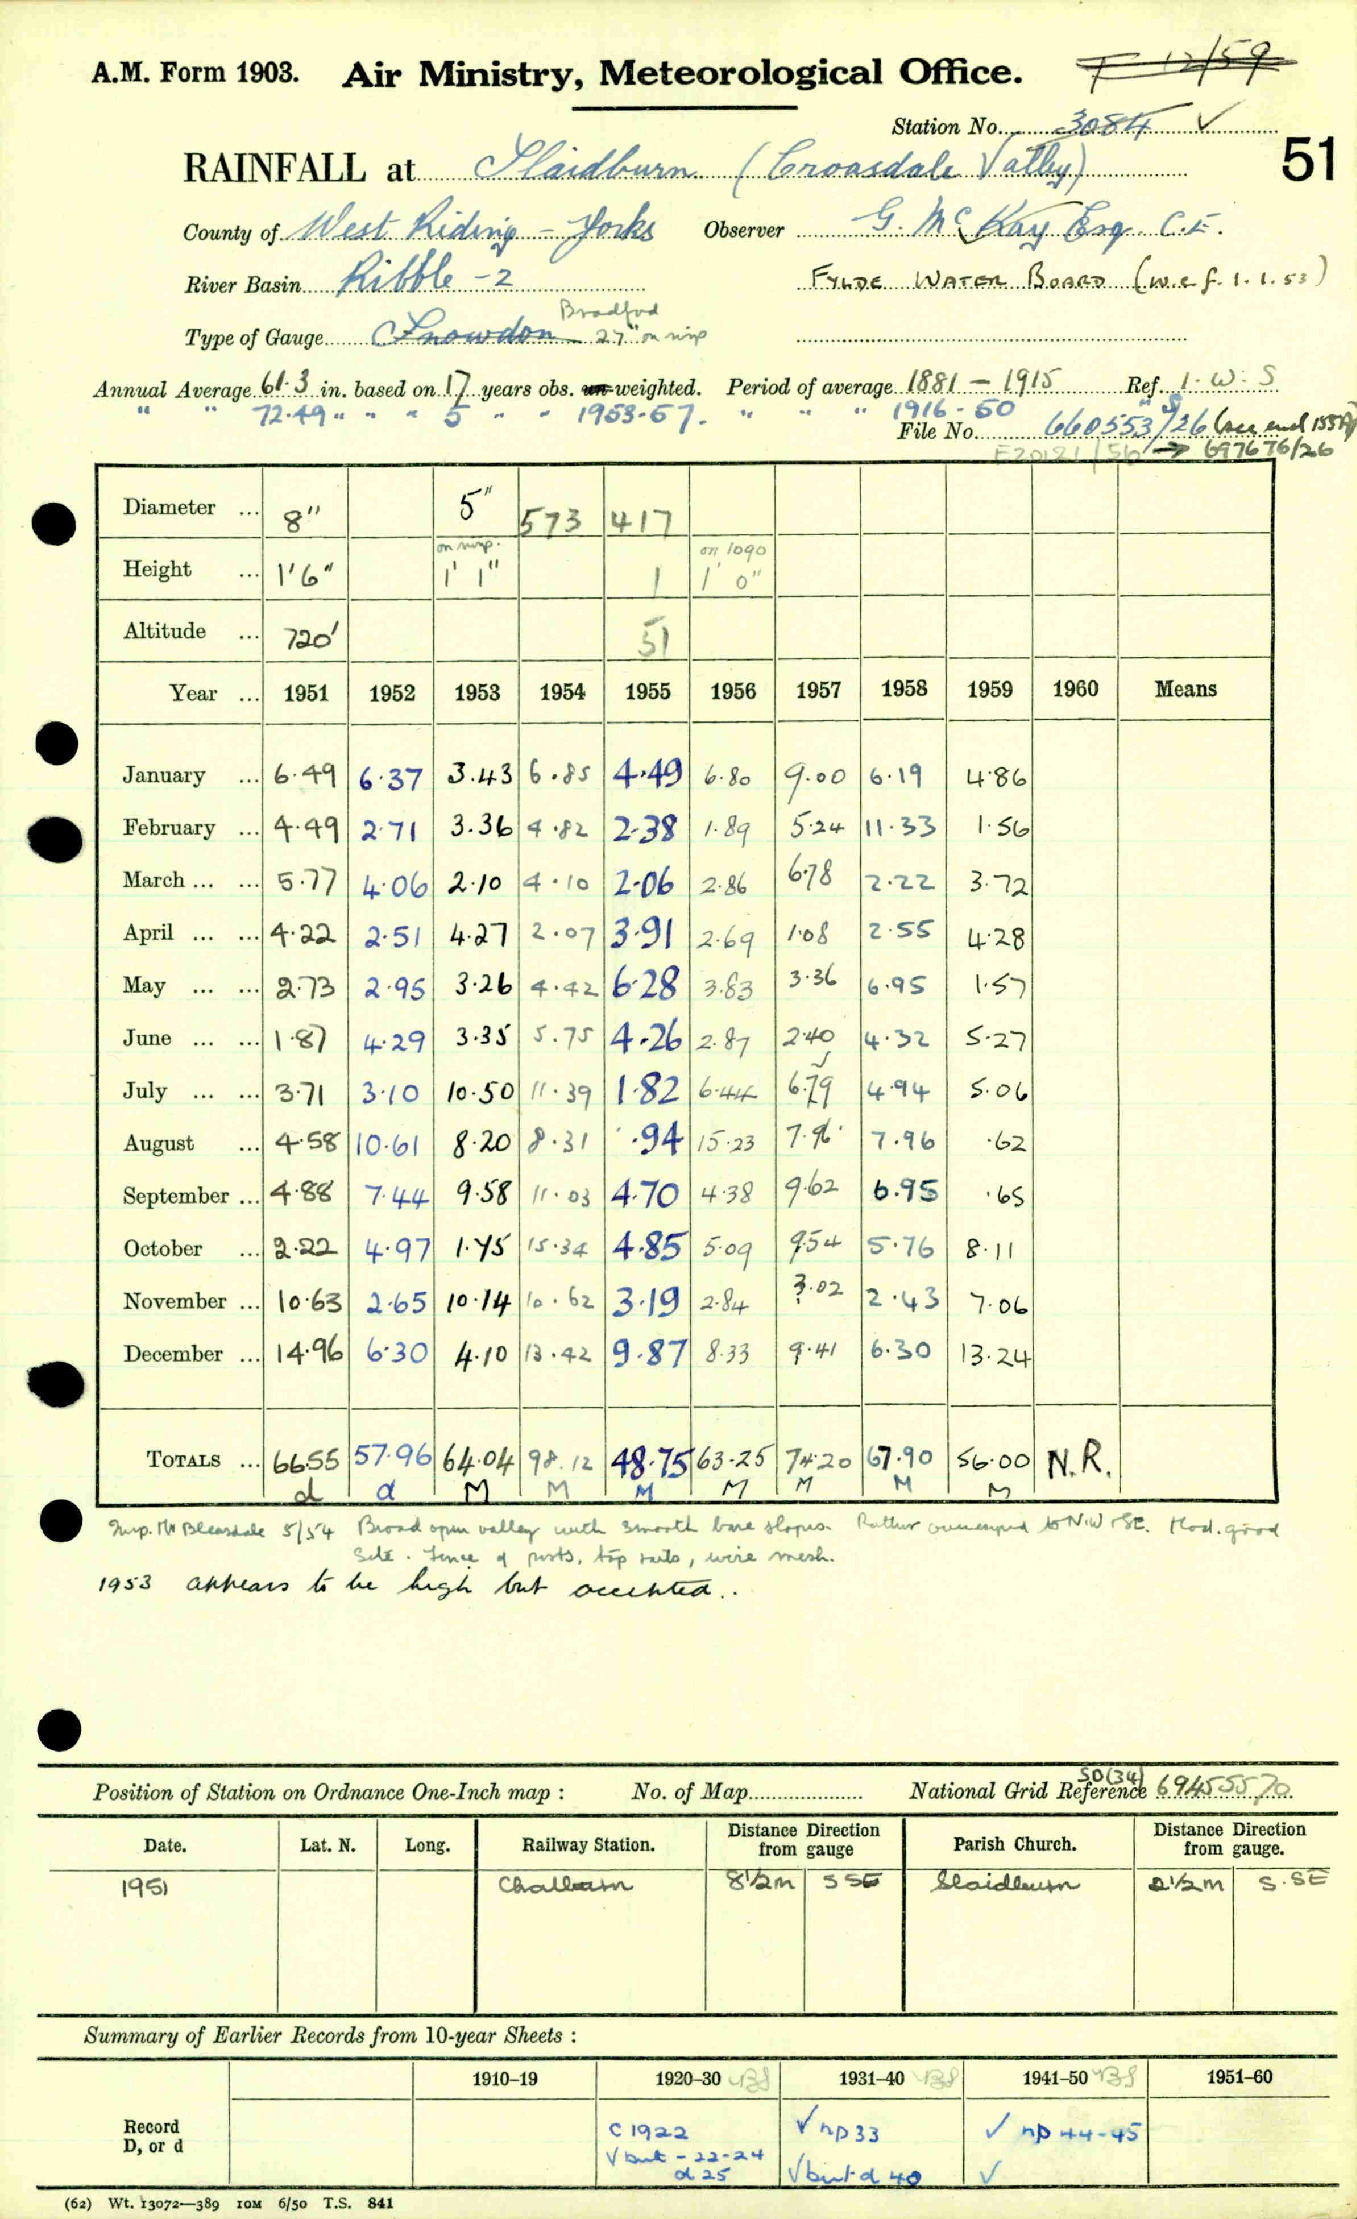 A.M. Form 1903. Air Ministry, Meteorological Office. F 12/59
Station No. 3084 ✓
51
RAINFALL at Slaidburn (Croasdale Valley)
County of West Riding - Yorks Observer G. McKay Esq. C.E.
River Basin Ribble -2 FYLDE WATER BOARD (w.e.f. 1.1.53)
Bradford
Type of Gauge Snowdon 27" on insp
Annual Average 61.3 in. based on 17 years obs. un-weighted. Period of average 1881 - 1915 Ref. I.W.S
" " 72.49 " " " 5 " " 1953-57. " " " 1916-50 " S
File No. 660553/26 (see end 155A)
E20181/56 → 697676/26
Diameter ... 8" 5" 573 417
on insp. on 1090
Height ... 1'6" 1' 1" 1 1' 0"
Altitude ... 720' 51
Year ... 1951 1952 1953 1954 1955 1956 1957 1958 1959 1960 Means
January ... 6.49 6.37 3.43 6.85 4.49 6.80 9.00 6.19 4.86
February ... 4.49 2.71 3.36 4.82 2.38 1.89 5.24 11.33 1.56
March ... ... 5.77 4.06 2.10 4.10 2.06 2.86 6.78 2.22 3.72
April ... ... 4.22 2.51 4.27 2.07 3.91 2.69 1.08 2.55 4.28
May ... ... 2.73 2.95 3.26 4.42 6.28 3.83 3.36 6.95 1.57
June ... ... 1.87 4.29 3.35 5.75 4.26 2.87 2.40 4.32 5.27
July ... ... 3.71 3.10 10.50 11.39 1.82 6.44 6.79 4.94 5.06
August ... 4.58 10.61 8.20 8.31 .94 15.23 7.96 7.96 .62
September ... 4.88 7.44 9.58 11.03 4.70 4.38 9.62 6.95 .65
October ... 2.22 4.97 1.75 15.34 4.85 5.09 9.54 5.76 8.11
November ... 10.63 2.65 10.14 10.62 3.19 2.84 3.02 2.43 7.06
December ... 14.96 6.30 4.10 13.42 9.87 8.33 9.41 6.30 13.24
TOTALS ... 66.55 57.96 64.04 98.12 48.75 63.25 74.20 67.90 56.00 N.R.
d d M M M M M M M
Insp. Mr Bleasdale 5/54 Broad open valley with smooth bare slopes. Rather overexposed to N.W & SE. Mod. good
site. Fence of posts, top rails, wire mesh.
1953 appears to be high but accepted..
Position of Station on Ordnance One-Inch map : No. of Map National Grid Reference SD(34) 69455570
Date. Lat. N. Long. Railway Station. Distance from gauge Direction Parish Church. Distance from gauge. Direction
1951 Chatburn 8½m SSE Slaidburn 2½m S.SE
Summary of Earlier Records from 10-year Sheets :
1910–19 1920–30 1931–40 1941–50 1951–60
Record
D, or d
C 1922 ✓ np 33 ✓ np 44-45
✓ but - 22-24
d 25 ✓ but d 40 ✓
(62) Wt. 13072—389 10M 6/50 T.S. 841